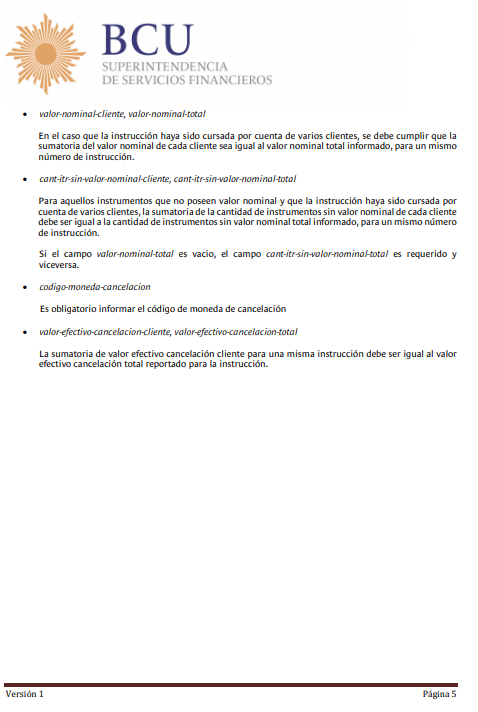 BCU
SUPERINTENDENCIA
DE SERVICIOS FINANCIEROS
• valor-nominal-cliente, valor-nominal-total
En el caso que la instrucción haya sido cursada por cuenta de varios clientes, se debe cumplir que la
sumatoria del valor nominal de cada cliente sea igual al valor nominal total informado, para un mismo
número de instrucción.
• cant-itr-sin-valor-nominal-cliente, cant-itr-sin-valor-nominal-total
Para aquellos instrumentos que no poseen valor nominal y que la instrucción haya sido cursada por
cuenta de varios clientes, la sumatoria de la cantidad de instrumentos sin valor nominal de cada cliente
debe ser igual a la cantidad de instrumentos sin valor nominal total informado, para un mismo número
de instrucción.
Si el campo valor-nominal-total es vacio, el campo cant-itr-sin-valor-nominal-total es requerido y
viceversa.
• codigo-moneda-cancelacion
Es obligatorio informar el código de moneda de cancelación
• valor-efectivo-cancelacion-cliente, valor-efectivo-cancelacion-total
La sumatoria de valor efectivo cancelación cliente para una misma instrucción debe ser igual al valor
efectivo cancelación total reportado para la instrucción.
Versión 1 Página 5